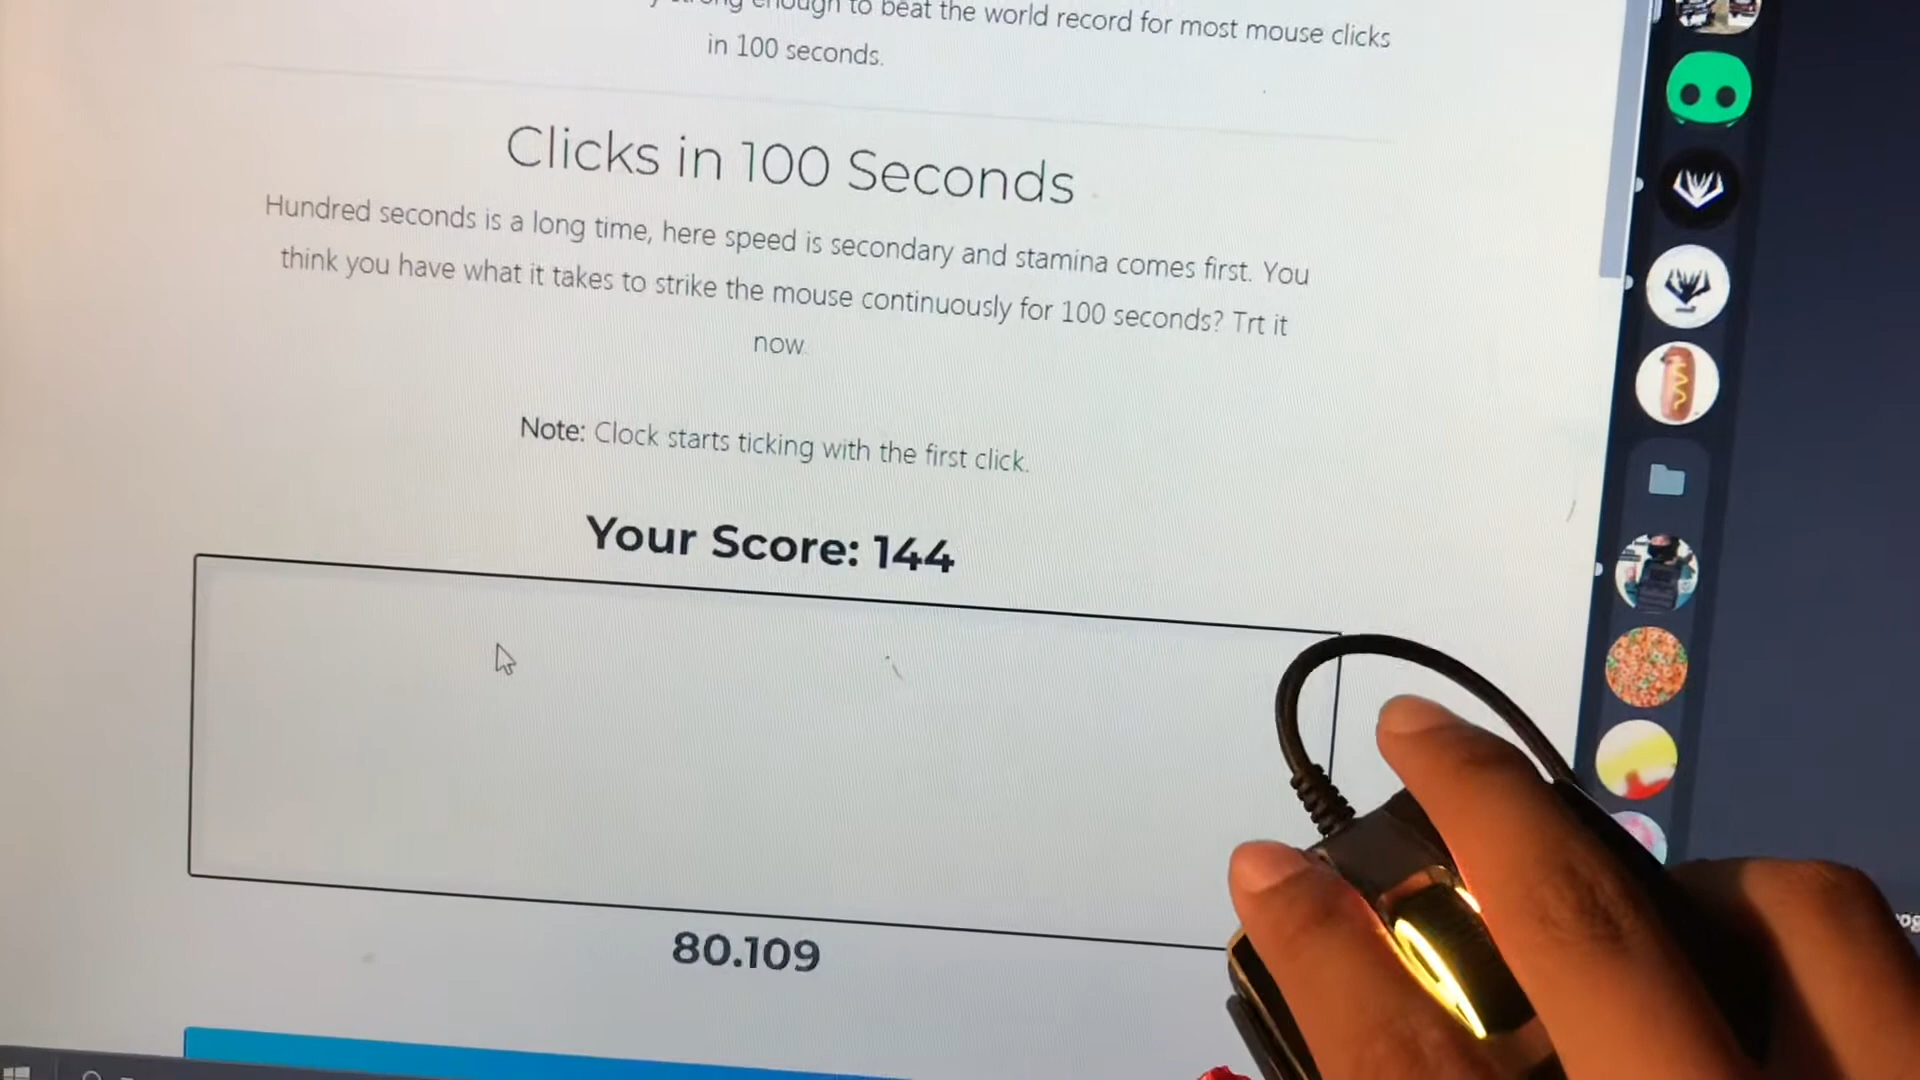 enough to beat the world record for most mouse clicks
in 100 seconds.
Clicks in 100 Seconds
Hundred seconds is a long time, here speed is secondary and stamina comes first. You
think you have what it takes to strike the mouse continuously for 100 seconds? Trt it
now.
Note: Clock starts ticking with the first click.
Your Score: 144
80.109